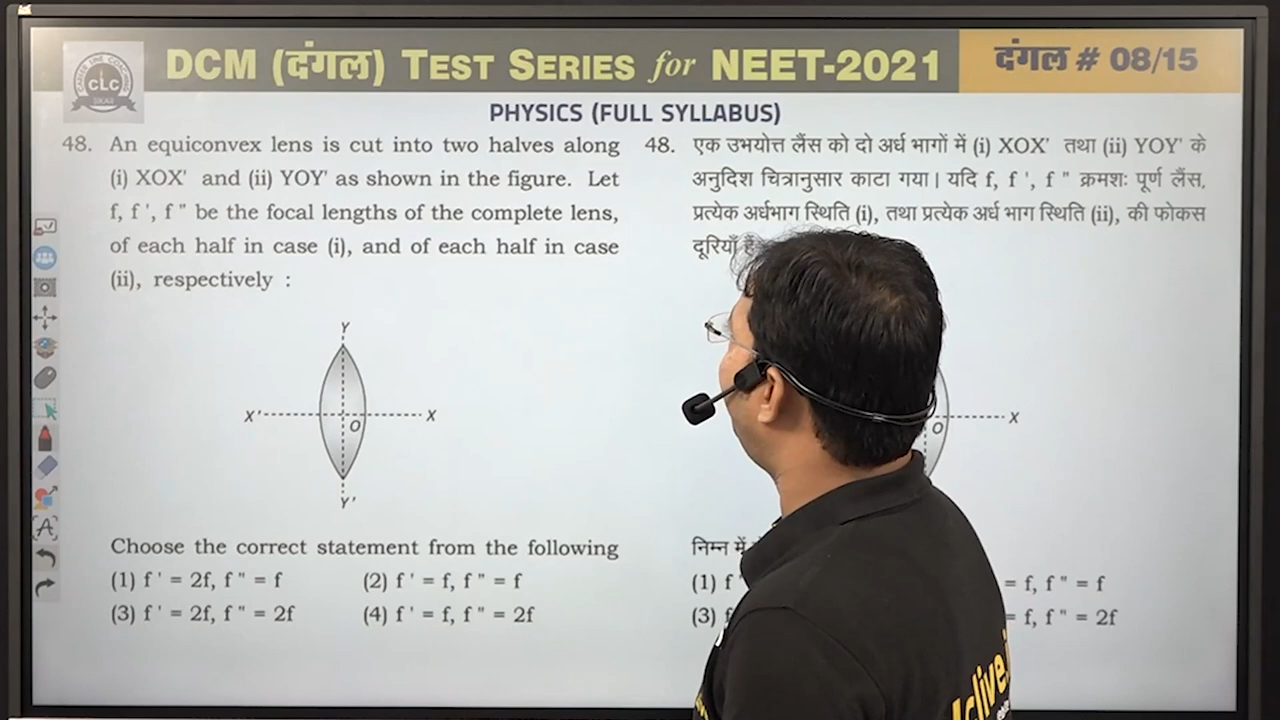 DCM (दंगल) TEST SERIES for NEET-2021
दंगल # 08/15
CLC
PHYSICS (FULL SYLLABUS)
48. An equiconvex lens is cut into two halves along
(i) XOX' and (ii) YOY' as shown in the figure. Let
f, f ', f " be the focal lengths of the complete lens,
of each half in case (i), and of each half in case
(ii), respectively :
Y
X'
X
O
Y'
Choose the correct statement from the following
(1) f ' = 2f, f " = f
(2) f ' = f, f " = f
(3) f ' = 2f, f " = 2f
(4) f ' = f, f " = 2f
48. एक उभयोत्त लैंस को दो अर्ध भागों में (i) XOX' तथा (ii) YOY' के
अनुदिश चित्रानुसार काटा गया। यदि f, f ', f " क्रमशः पूर्ण लैंस,
प्रत्येक अर्धभाग स्थिति (i), तथा प्रत्येक अर्ध भाग स्थिति (ii), की फोकस
दूरियाँ
O
X
निम्न में
(1) f '
= f, f " = f
(3)
= f, f " = 2f